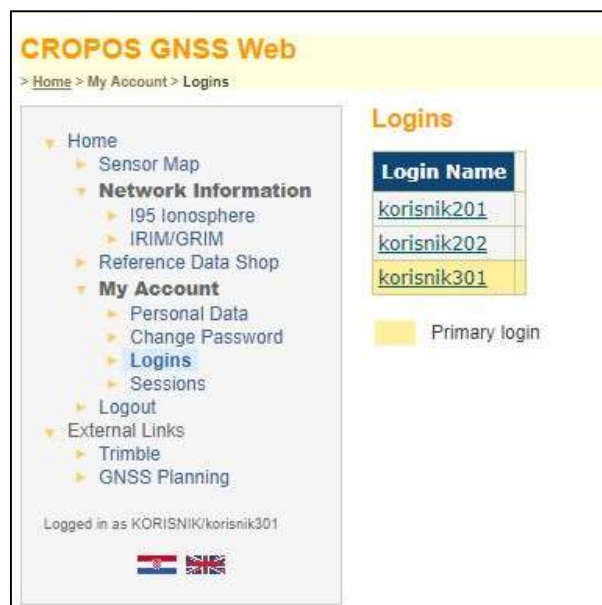 CROPOS GNSS Web
> Home > My Account > Logins
Home
Sensor Map
Network Information
I95 Ionosphere
IRIM/GRIM
Reference Data Shop
My Account
Personal Data
Change Password
Logins
Sessions
Logout
External Links
Trimble
GNSS Planning
Logged in as KORISNIK/korisnik301
Logins
Login Name
korisnik201
korisnik202
korisnik301
Primary login